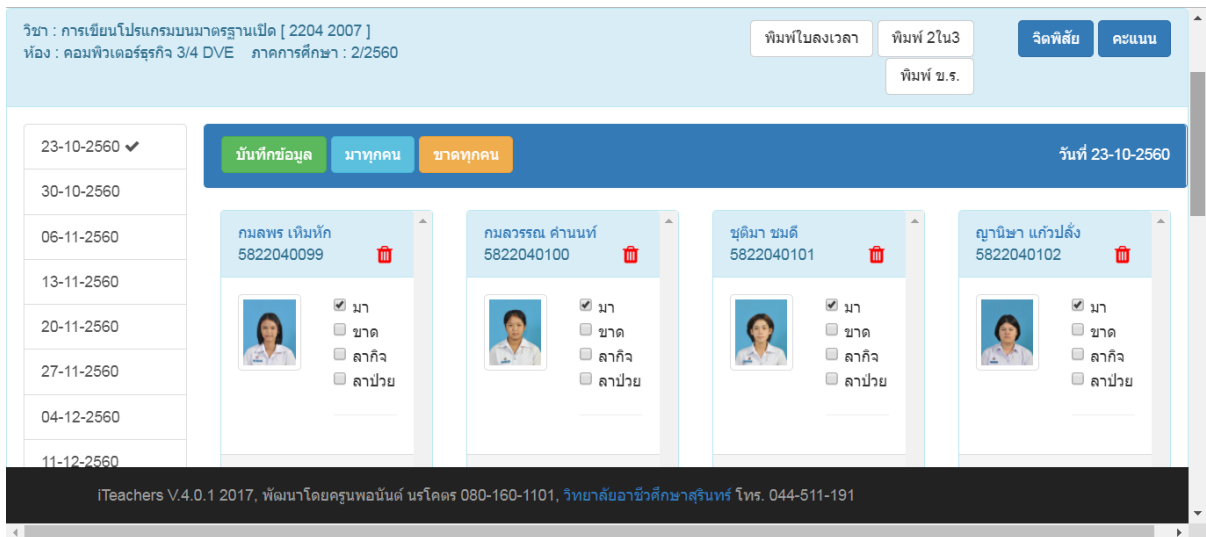 วิชา : การเขียนโปรแกรมบนมาตรฐานเปิด [ 2204 2007 ]
ห้อง : คอมพิวเตอร์ธุรกิจ 3/4 DVE ภาคการศึกษา : 2/2560
พิมพ์ใบลงเวลา พิมพ์ 2ใน3 จิตพิสัย คะแนน
พิมพ์ ข.ร.
23-10-2560
30-10-2560
06-11-2560
13-11-2560
20-11-2560
27-11-2560
04-12-2560
11-12-2560
บันทึกข้อมูล มาทุกคน ขาดทุกคน วันที่ 23-10-2560
กมลพร เหิมหัก
5822040099
มา
ขาด
ลากิจ
ลาป่วย
กมลวรรณ คำนนท์
5822040100
มา
ขาด
ลากิจ
ลาป่วย
ชุติมา ชมดี
5822040101
มา
ขาด
ลากิจ
ลาป่วย
ญานิษา แก้วปลั่ง
5822040102
มา
ขาด
ลากิจ
ลาป่วย
iTeachers V.4.0.1 2017, พัฒนาโดยครูนพอนันต์ นรโคตร 080-160-1101, วิทยาลัยอาชีวศึกษาสุรินทร์ โทร. 044-511-191